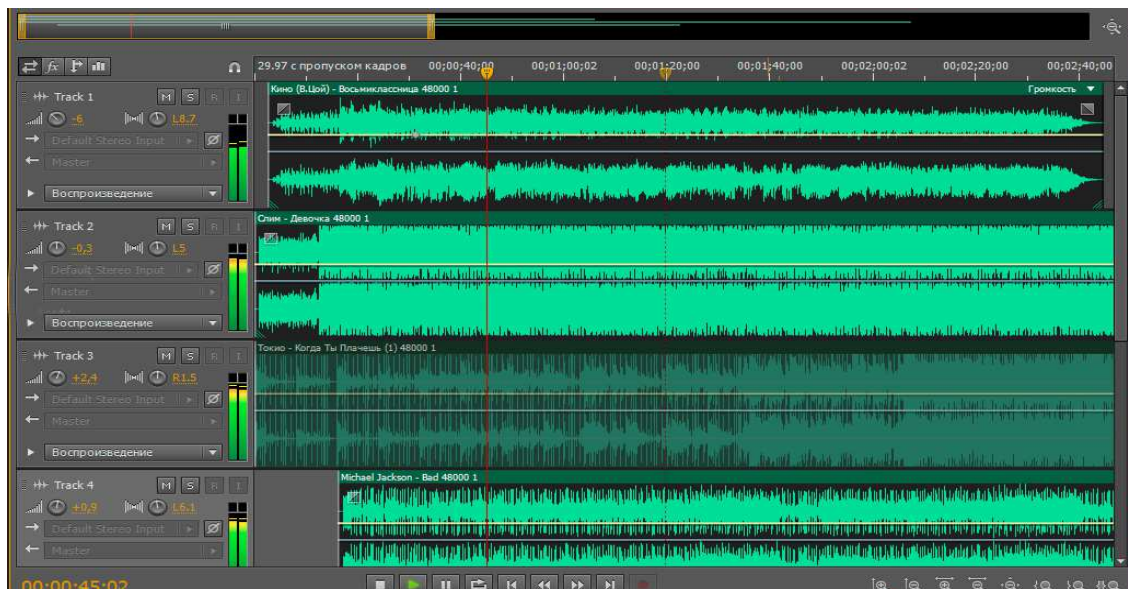 29.97 с пропуском кадров 00;00;40;00 00;01;00;02 00;01;20;00 00;01;40;00 00;02;00;02 00;02;20;00 00;02;40;00
Track 1 M S R I
-6 L8.7
Default Stereo Input
Master
Воспроизведение
Кино (В.Цой) - Восьмиклассница 48000 1 Громкость
Track 2 M S R I
-0,3 L5
Default Stereo Input
Master
Воспроизведение
Слим - Девочка 48000 1
Track 3 M S R I
+2,4 R1.5
Default Stereo Input
Master
Воспроизведение
Токио - Когда Ты Плачешь (1) 48000 1
Track 4 M S R I
+0,9 L6.1
Default Stereo Input
Master
Michael Jackson - Bad 48000 1
00:00:45:02